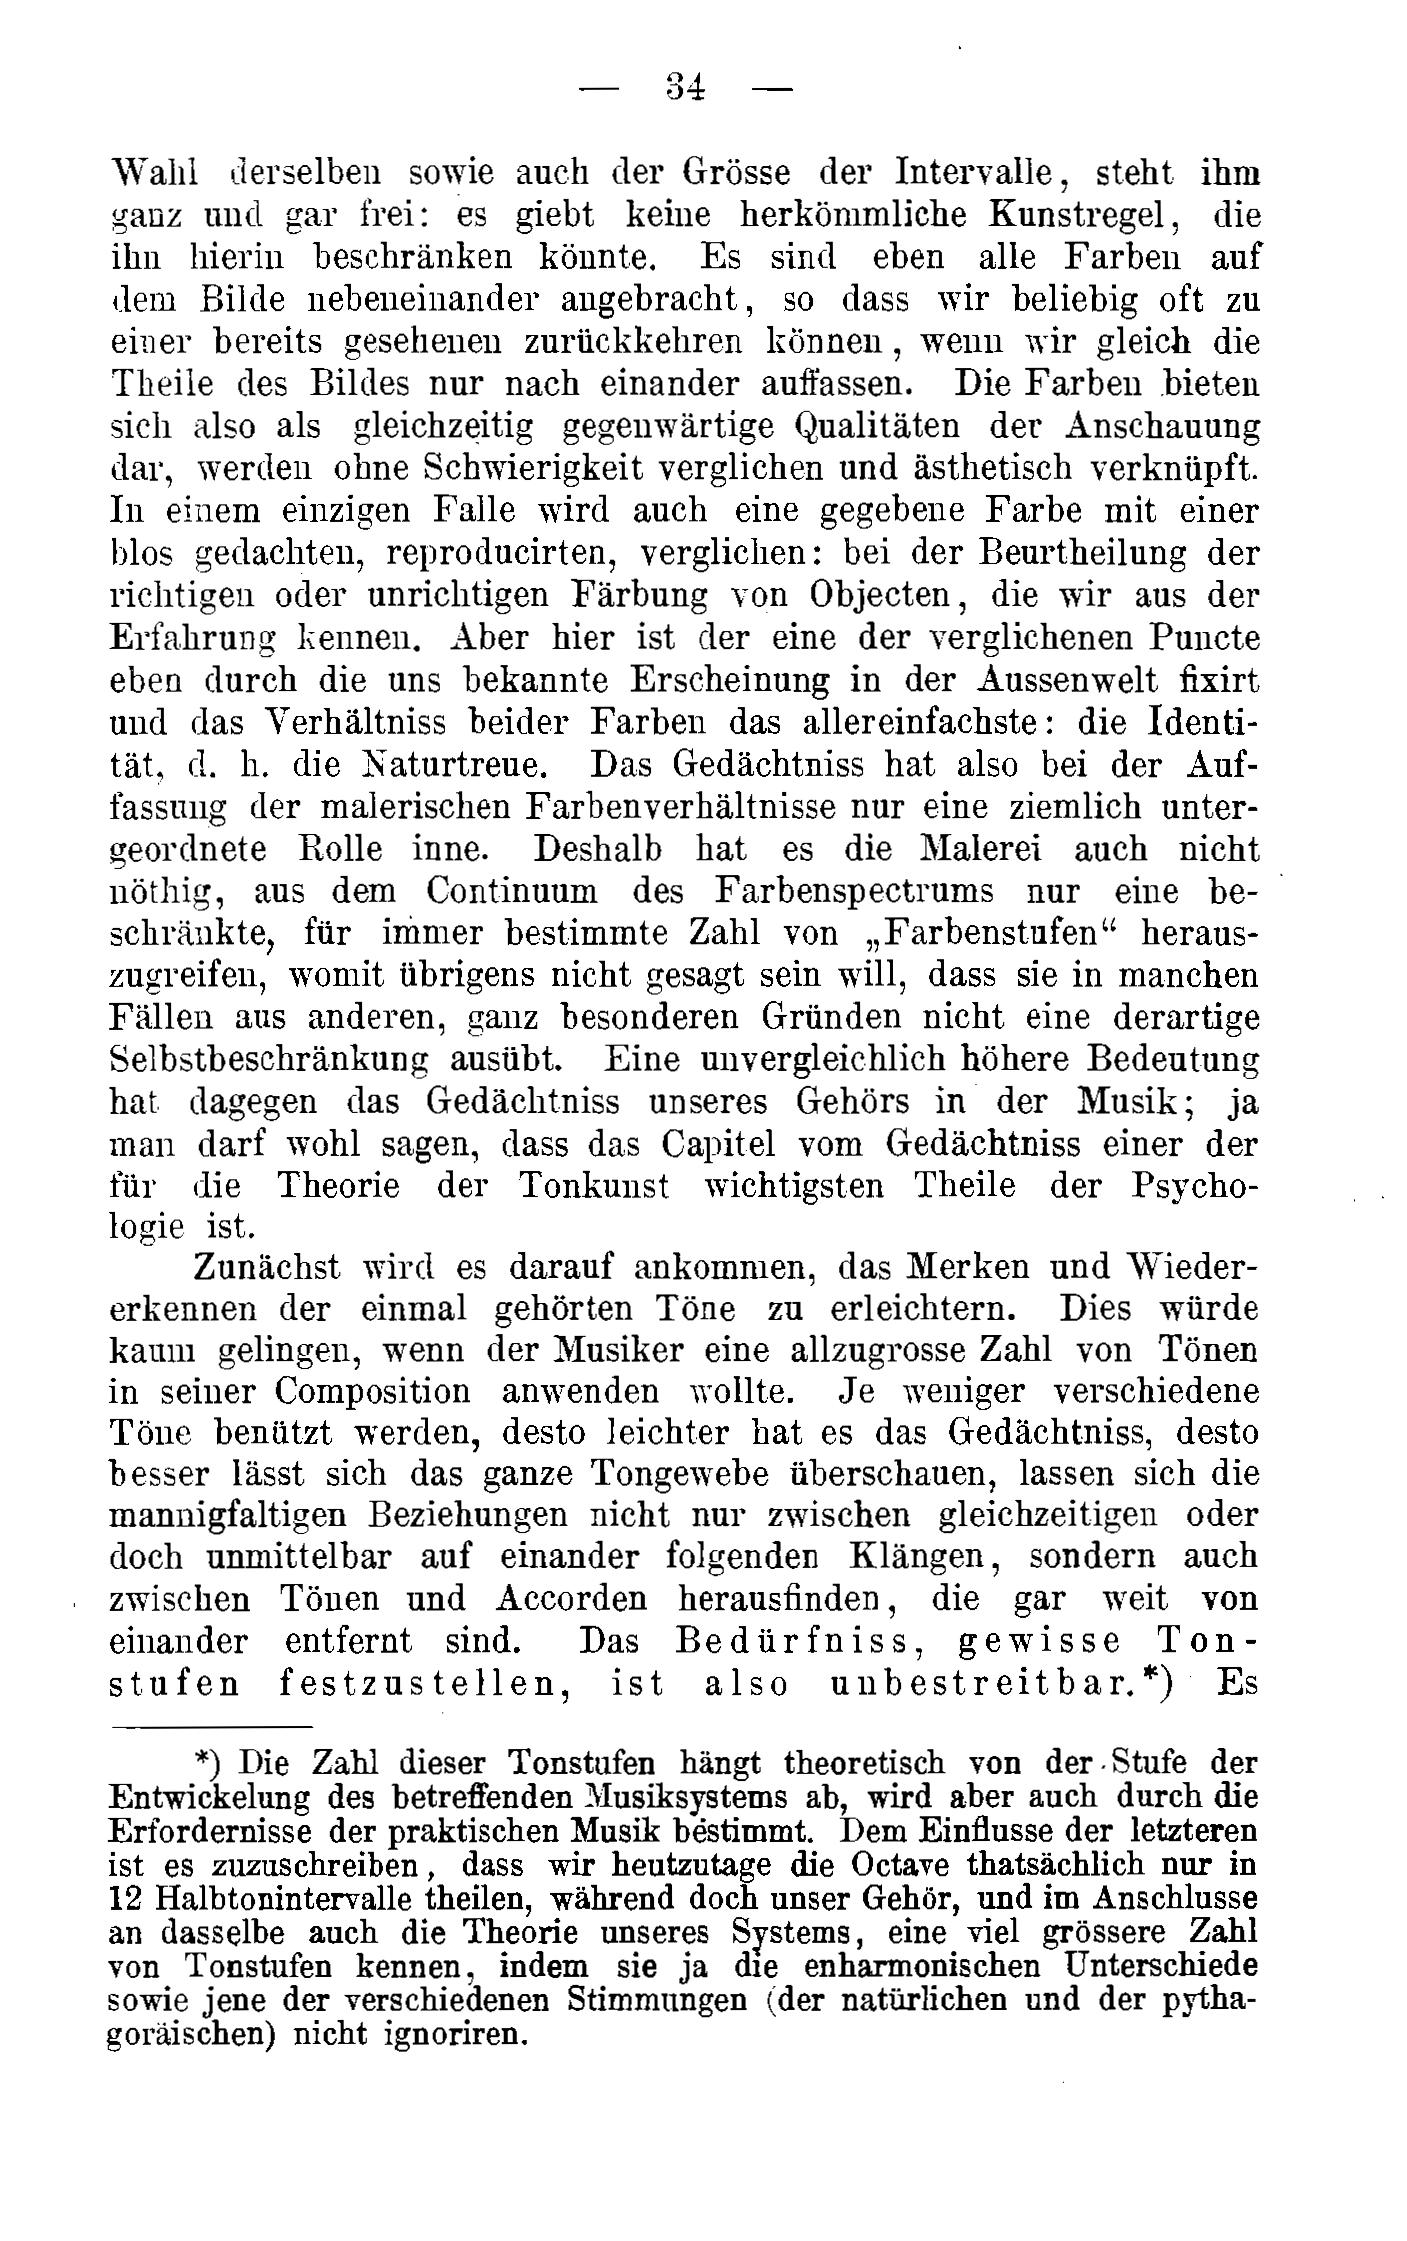 — 34 —
Wahl derselben sowie auch der Grösse der Intervalle, steht ihm
ganz und gar frei: es giebt keine herkömmliche Kunstregel, die
ihn hierin beschränken könnte. Es sind eben alle Farben auf
dem Bilde nebeneinander angebracht, so dass wir beliebig oft zu
einer bereits gesehenen zurückkehren können, wenn wir gleich die
Theile des Bildes nur nach einander auffassen. Die Farben bieten
sich also als gleichzeitig gegenwärtige Qualitäten der Anschauung
dar, werden ohne Schwierigkeit verglichen und ästhetisch verknüpft.
In einem einzigen Falle wird auch eine gegebene Farbe mit einer
blos gedachten, reproducirten, verglichen: bei der Beurtheilung der
richtigen oder unrichtigen Färbung von Objecten, die wir aus der
Erfahrung kennen. Aber hier ist der eine der verglichenen Puncte
eben durch die uns bekannte Erscheinung in der Aussenwelt fixirt
und das Verhältniss beider Farben das allereinfachste: die Identi-
tät, d. h. die Naturtreue. Das Gedächtniss hat also bei der Auf-
fassung der malerischen Farbenverhältnisse nur eine ziemlich unter-
geordnete Rolle inne. Deshalb hat es die Malerei auch nicht
nöthig, aus dem Continuum des Farbenspectrums nur eine be-
schränkte, für immer bestimmte Zahl von „Farbenstufen“ heraus-
zugreifen, womit übrigens nicht gesagt sein will, dass sie in manchen
Fällen aus anderen, ganz besonderen Gründen nicht eine derartige
Selbstbeschränkung ausübt. Eine unvergleichlich höhere Bedeutung
hat dagegen das Gedächtniss unseres Gehörs in der Musik; ja
man darf wohl sagen, dass das Capitel vom Gedächtniss einer der
für die Theorie der Tonkunst wichtigsten Theile der Psycho-
logie ist.
Zunächst wird es darauf ankommen, das Merken und Wieder-
erkennen der einmal gehörten Töne zu erleichtern. Dies würde
kaum gelingen, wenn der Musiker eine allzugrosse Zahl von Tönen
in seiner Composition anwenden wollte. Je weniger verschiedene
Töne benützt werden, desto leichter hat es das Gedächtniss, desto
besser lässt sich das ganze Tongewebe überschauen, lassen sich die
mannigfaltigen Beziehungen nicht nur zwischen gleichzeitigen oder
doch unmittelbar auf einander folgenden Klängen, sondern auch
zwischen Tönen und Accorden herausfinden, die gar weit von
einander entfernt sind. Das Bedürfniss, gewisse Ton-
stufen festzustellen, ist also unbestreitbar.*) Es
*) Die Zahl dieser Tonstufen hängt theoretisch von der Stufe der
Entwickelung des betreffenden Musiksystems ab, wird aber auch durch die
Erfordernisse der praktischen Musik bestimmt. Dem Einflusse der letzteren
ist es zuzuschreiben, dass wir heutzutage die Octave thatsächlich nur in
12 Halbtonintervalle theilen, während doch unser Gehör, und im Anschlusse
an dasselbe auch die Theorie unseres Systems, eine viel grössere Zahl
von Tonstufen kennen, indem sie ja die enharmonischen Unterschiede
sowie jene der verschiedenen Stimmungen (der natürlichen und der pytha-
goräischen) nicht ignoriren.